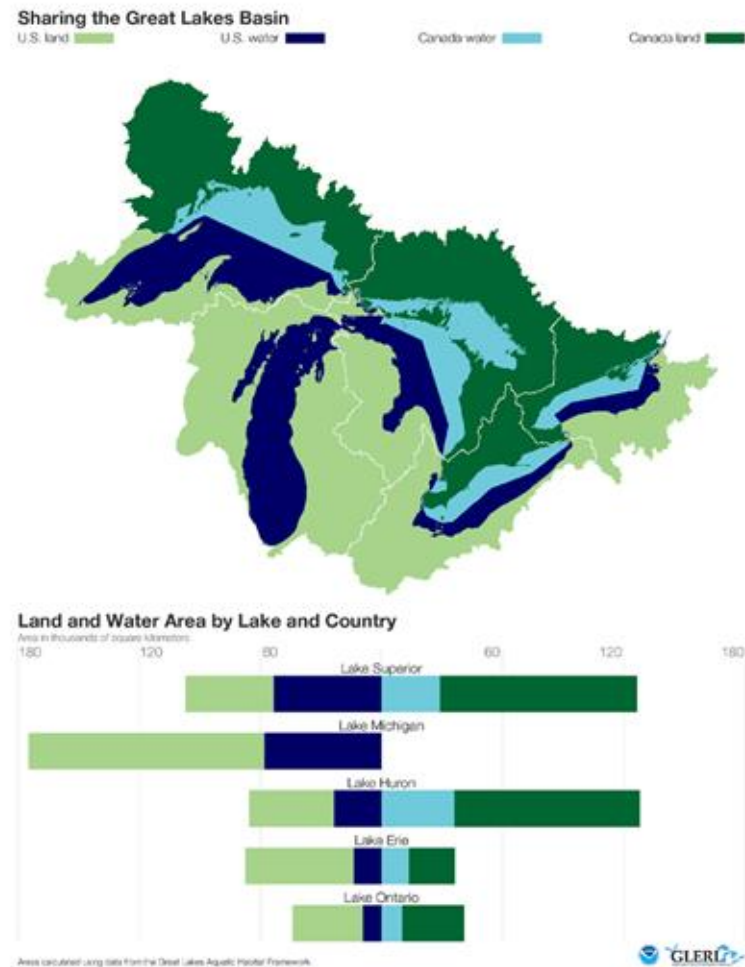 Sharing the Great Lakes Basin
U.S. land U.S. water Canada water Canada land
Land and Water Area by Lake and Country
Area in thousands of square kilometers
180 120 60 60 120 180
Lake Superior
Lake Michigan
Lake Huron
Lake Erie
Lake Ontario
Areas calculated using data from the Great Lakes Aquatic Habitat Framework.
GLERL